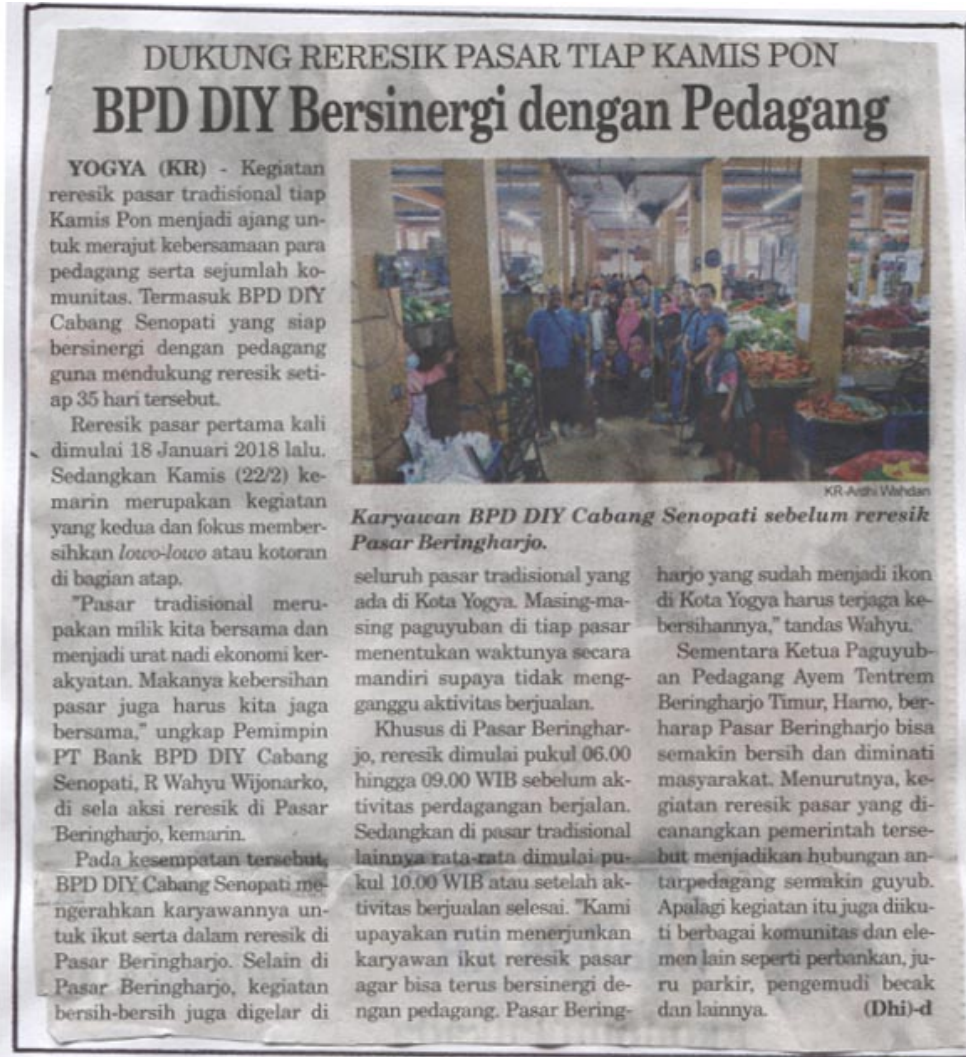 DUKUNG RERESIK PASAR TIAP KAMIS PON
BPD DIY Bersinergi dengan Pedagang
YOGYA (KR) - Kegiatan
reresik pasar tradisional tiap
Kamis Pon menjadi ajang un-
tuk merajut kebersamaan para
pedagang serta sejumlah ko-
munitas. Termasuk BPD DIY
Cabang Senopati yang siap
bersinergi dengan pedagang
guna mendukung reresik seti-
ap 35 hari tersebut.
Reresik pasar pertama kali
dimulai 18 Januari 2018 lalu.
Sedangkan Kamis (22/2) ke-
marin merupakan kegiatan
yang kedua dan fokus member-
sihkan lowo-lowo atau kotoran
di bagian atap.
"Pasar tradisional meru-
pakan milik kita bersama dan
menjadi urat nadi ekonomi ker-
akyatan. Makanya kebersihan
pasar juga harus kita jaga
bersama," ungkap Pemimpin
PT Bank BPD DIY Cabang
Senopati, R Wahyu Wijonarko,
di sela aksi reresik di Pasar
Beringharjo, kemarin.
Pada kesempatan tersebut,
BPD DIY Cabang Senopati me-
ngerahkan karyawannya un-
tuk ikut serta dalam reresik di
Pasar Beringharjo. Selain di
Pasar Beringharjo, kegiatan
bersih-bersih juga digelar di
KR-Ardhi Wahdan
Karyawan BPD DIY Cabang Senopati sebelum reresik
Pasar Beringharjo.
seluruh pasar tradisional yang
ada di Kota Yogya. Masing-ma-
sing paguyuban di tiap pasar
menentukan waktunya secara
mandiri supaya tidak meng-
ganggu aktivitas berjualan.
Khusus di Pasar Beringhar-
jo, reresik dimulai pukul 06.00
hingga 09.00 WIB sebelum ak-
tivitas perdagangan berjalan.
Sedangkan di pasar tradisional
lainnya rata-rata dimulai pu-
kul 10.00 WIB atau setelah ak-
tivitas berjualan selesai. "Kami
upayakan rutin menerjunkan
karyawan ikut reresik pasar
agar bisa terus bersinergi de-
ngan pedagang. Pasar Bering-
harjo yang sudah menjadi ikon
di Kota Yogya harus terjaga ke-
bersihannya," tandas Wahyu.
Sementara Ketua Paguyub-
an Pedagang Ayem Tentrem
Beringharjo Timur, Harno, ber-
harap Pasar Beringharjo bisa
semakin bersih dan diminati
masyarakat. Menurutnya, ke-
giatan reresik pasar yang di-
canangkan pemerintah terse-
but menjadikan hubungan an-
tarpedagang semakin guyub.
Apalagi kegiatan itu juga diiku-
ti berbagai komunitas dan ele-
men lain seperti perbankan, ju-
ru parkir, pengemudi becak
dan lainnya. (Dhi)-d